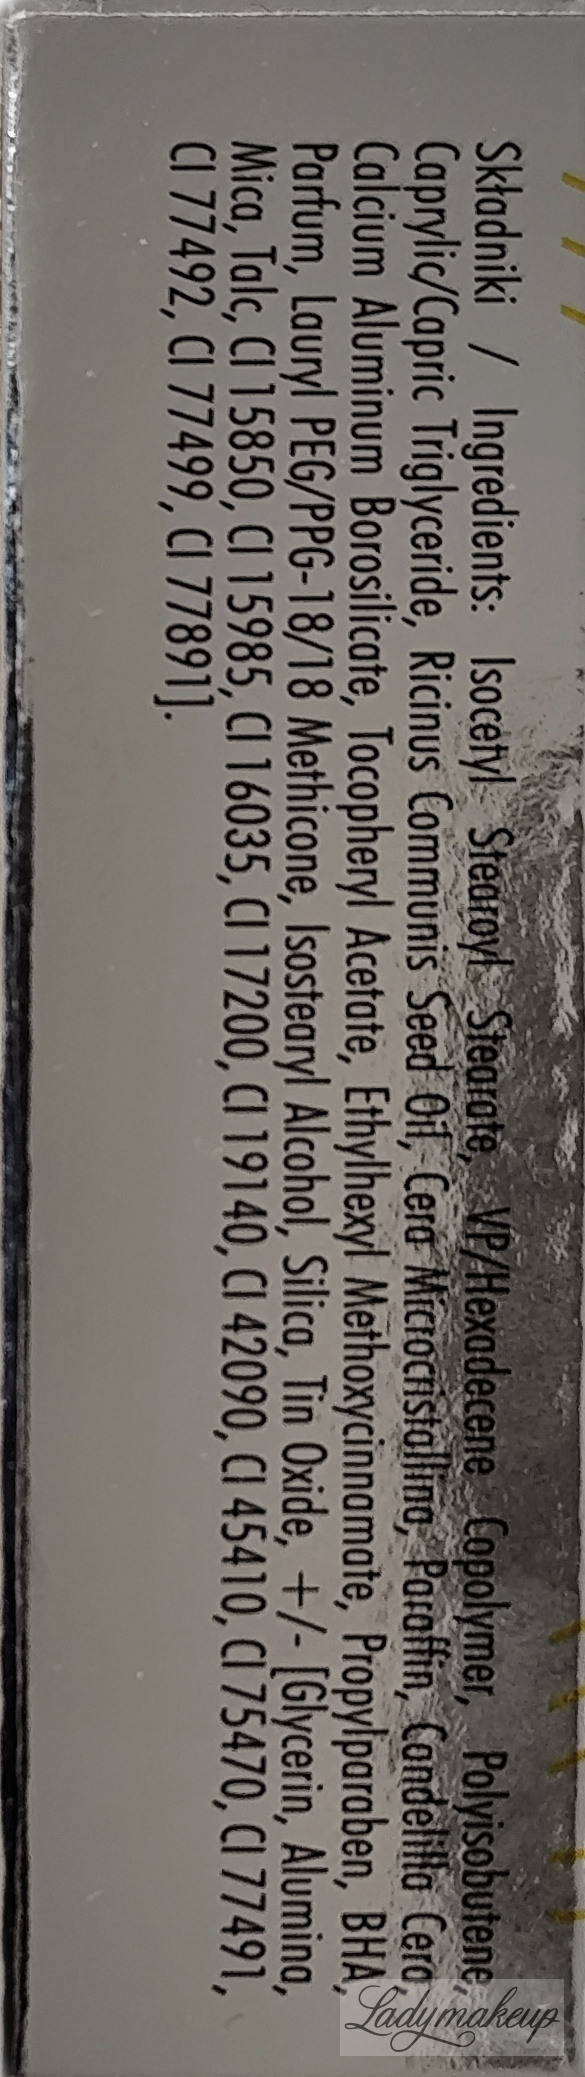 Składniki / Ingredients: Isocetyl Stearoyl Stearate, VP/Hexadecene Copolymer, Polyisobutene,
Caprylic/Capric Triglyceride, Ricinus Communis Seed Oil, Cera Microcristallina, Paraffin, Candelilla Cera
Calcium Aluminum Borosilicate, Tocopheryl Acetate, Ethylhexyl Methoxycinnamate, Propylparaben, BHA,
Parfum, Lauryl PEG/PPG-18/18 Methicone, Isostearyl Alcohol, Silica, Tin Oxide, +/- [Glycerin, Alumina,
Mica, Talc, CI 15850, CI 15985, CI 16035, CI 17200, CI 19140, CI 42090, CI 45410, CI 75470, CI 77491,
CI 77492, CI 77499, CI 77891].
Ladymakeup